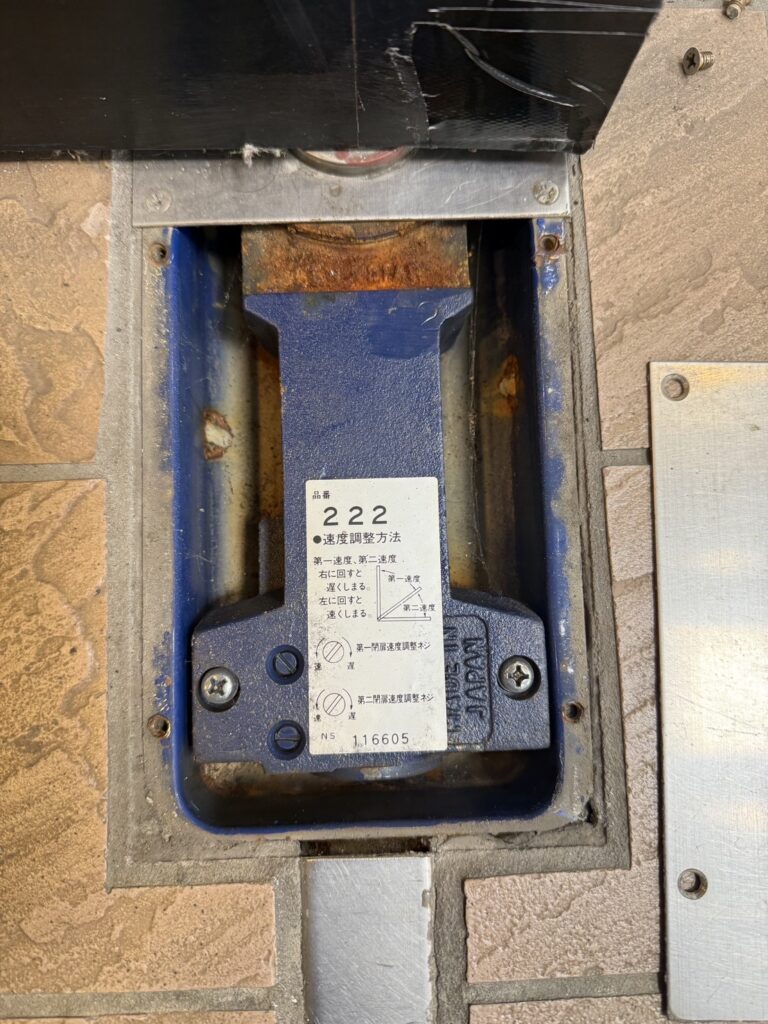 品番
222
●速度調整方法
第一速度、第二速度
右に回すと
遅くしまる。
左に回すと
速くしまる。
第一速度
第二速度
第一閉扉速度調整ネジ
速 遅
第二閉扉速度調整ネジ
速 遅
NS 116605
MADE IN
JAPAN